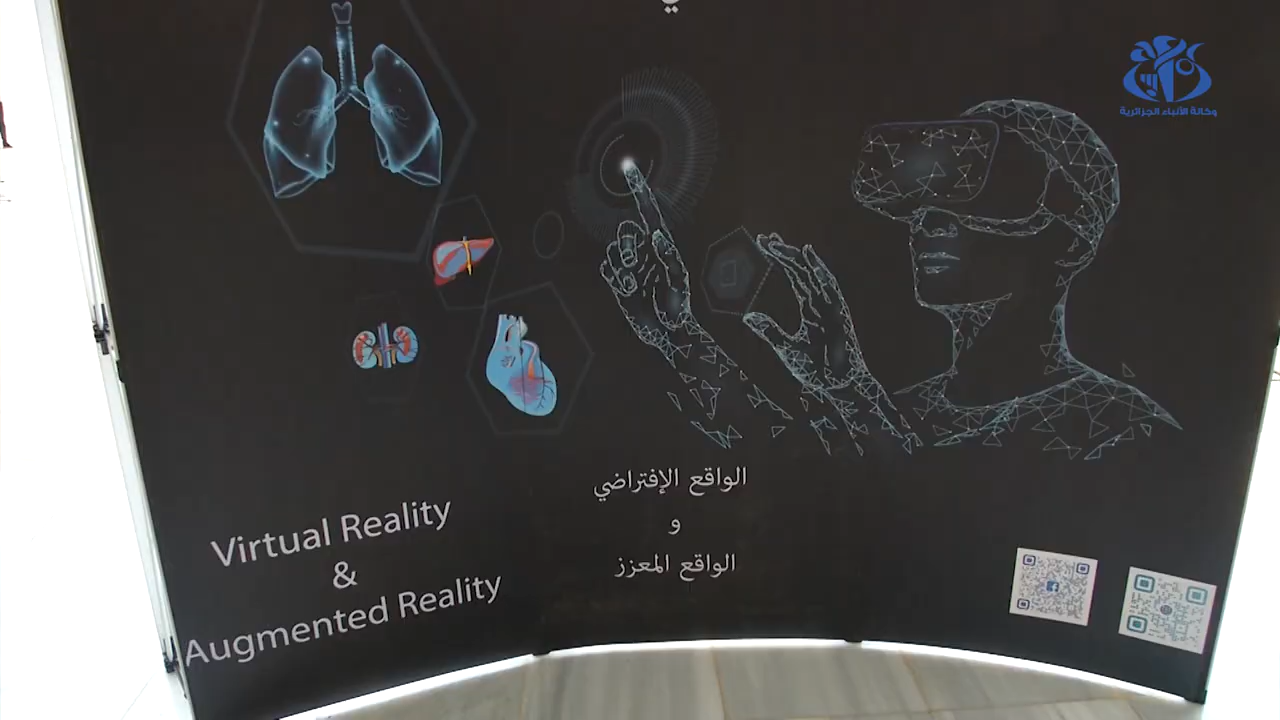 وكالة الأنباء الجزائرية
الواقع الإفتراضي
و
الواقع المعزز
Virtual Reality
&
Augmented Reality